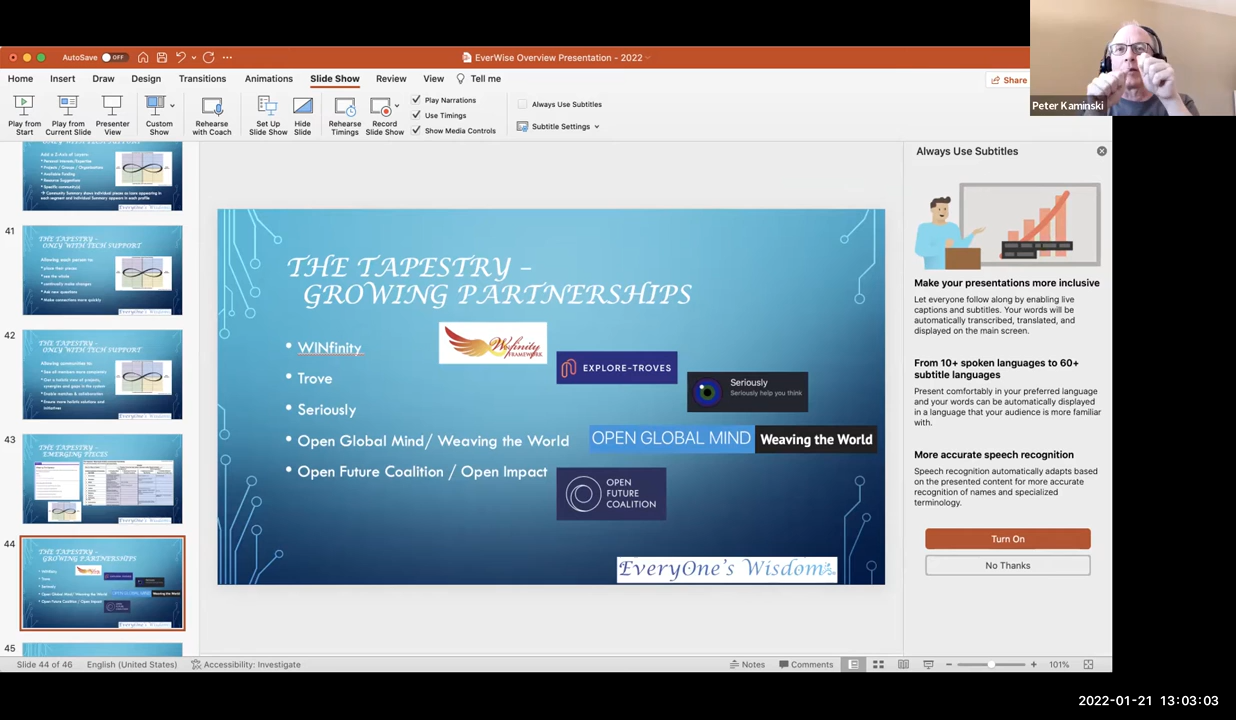 AutoSave OFF
EverWise Overview Presentation - 2022
Home Insert Draw Design Transitions Animations Slide Show Review View Tell me
Share
Peter Kaminski
Play from Start
Play from Current Slide
Presenter View
Custom Show
Rehearse with Coach
Set Up Slide Show
Hide Slide
Rehearse Timings
Record Slide Show
Play Narrations
Use Timings
Show Media Controls
Always Use Subtitles
Subtitle Settings
41
THE TAPESTRY –
ONLY WITH TECH SUPPORT
42
THE TAPESTRY –
ONLY WITH TECH SUPPORT
43
THE TAPESTRY –
EMERGING PIECES
44
THE TAPESTRY –
GROWING PARTNERSHIPS
45
THE TAPESTRY –
GROWING PARTNERSHIPS
• WINfinity
WINfinity
FRAMEWORK
• Trove
EXPLORE-TROVES
• Seriously
Seriously
Seriously help you think
• Open Global Mind/ Weaving the World
OPEN GLOBAL MIND Weaving the World
• Open Future Coalition / Open Impact
OPEN
FUTURE
COALITION
EveryOne's Wisdom
Always Use Subtitles
Make your presentations more inclusive
Let everyone follow along by enabling live
captions and subtitles. Your words will be
automatically transcribed, translated, and
displayed on the main screen.
From 10+ spoken languages to 60+
subtitle languages
Present comfortably in your preferred language
and your words can be automatically displayed
in a language that your audience is more familiar
with.
More accurate speech recognition
Speech recognition automatically adapts based
on the presented content for more accurate
recognition of names and specialized
terminology.
Turn On
No Thanks
Slide 44 of 46 English (United States) Accessibility: Investigate
Notes Comments 101%
2022-01-21 13:03:03